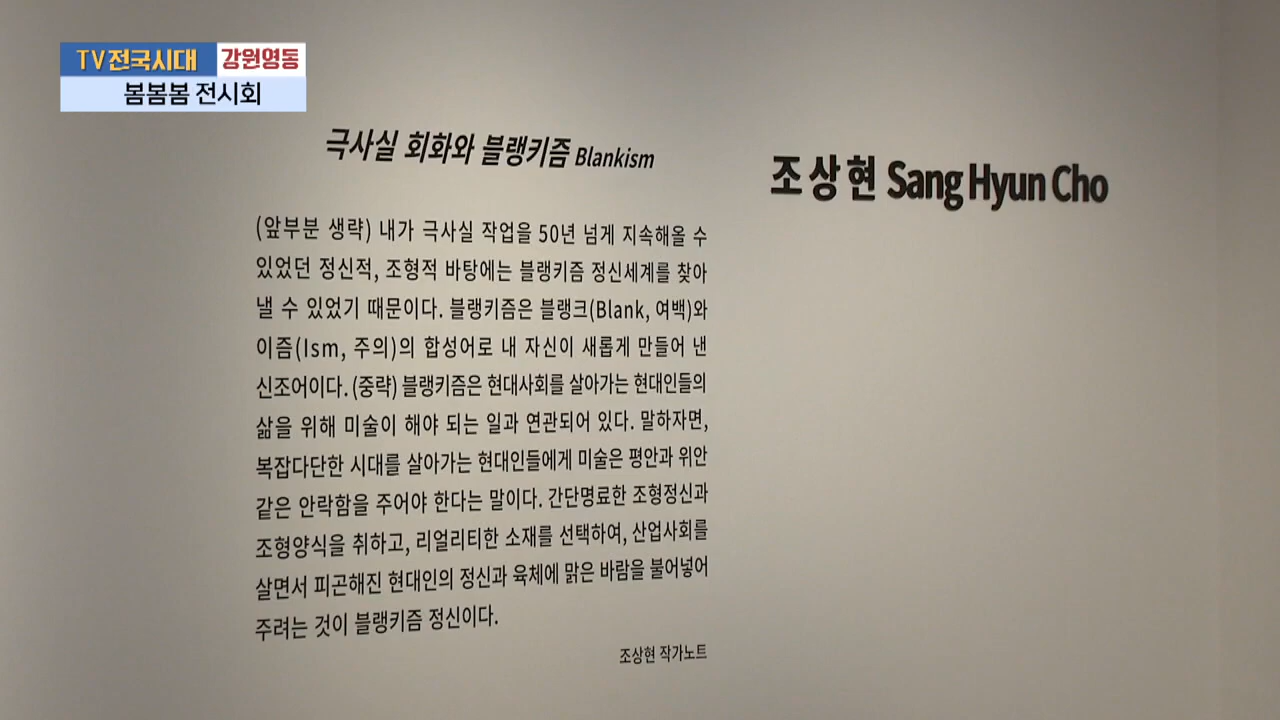 TV전국시대 강원영동
봄봄봄 전시회
극사실 회화와 블랭키즘 Blankism
조상현 Sang Hyun Cho
(앞부분 생략) 내가 극사실 작업을 50년 넘게 지속해올 수
있었던 정신적, 조형적 바탕에는 블랭키즘 정신세계를 찾아
낼 수 있었기 때문이다. 블랭키즘은 블랭크(Blank, 여백)와
이즘(Ism, 주의)의 합성어로 내 자신이 새롭게 만들어 낸
신조어이다. (중략) 블랭키즘은 현대사회를 살아가는 현대인들의
삶을 위해 미술이 해야 되는 일과 연관되어 있다. 말하자면,
복잡다단한 시대를 살아가는 현대인들에게 미술은 평안과 위안
같은 안락함을 주어야 한다는 말이다. 간단명료한 조형정신과
조형양식을 취하고, 리얼리티한 소재를 선택하여, 산업사회를
살면서 피곤해진 현대인의 정신과 육체에 맑은 바람을 불어넣어
주려는 것이 블랭키즘 정신이다.
조상현 작가노트